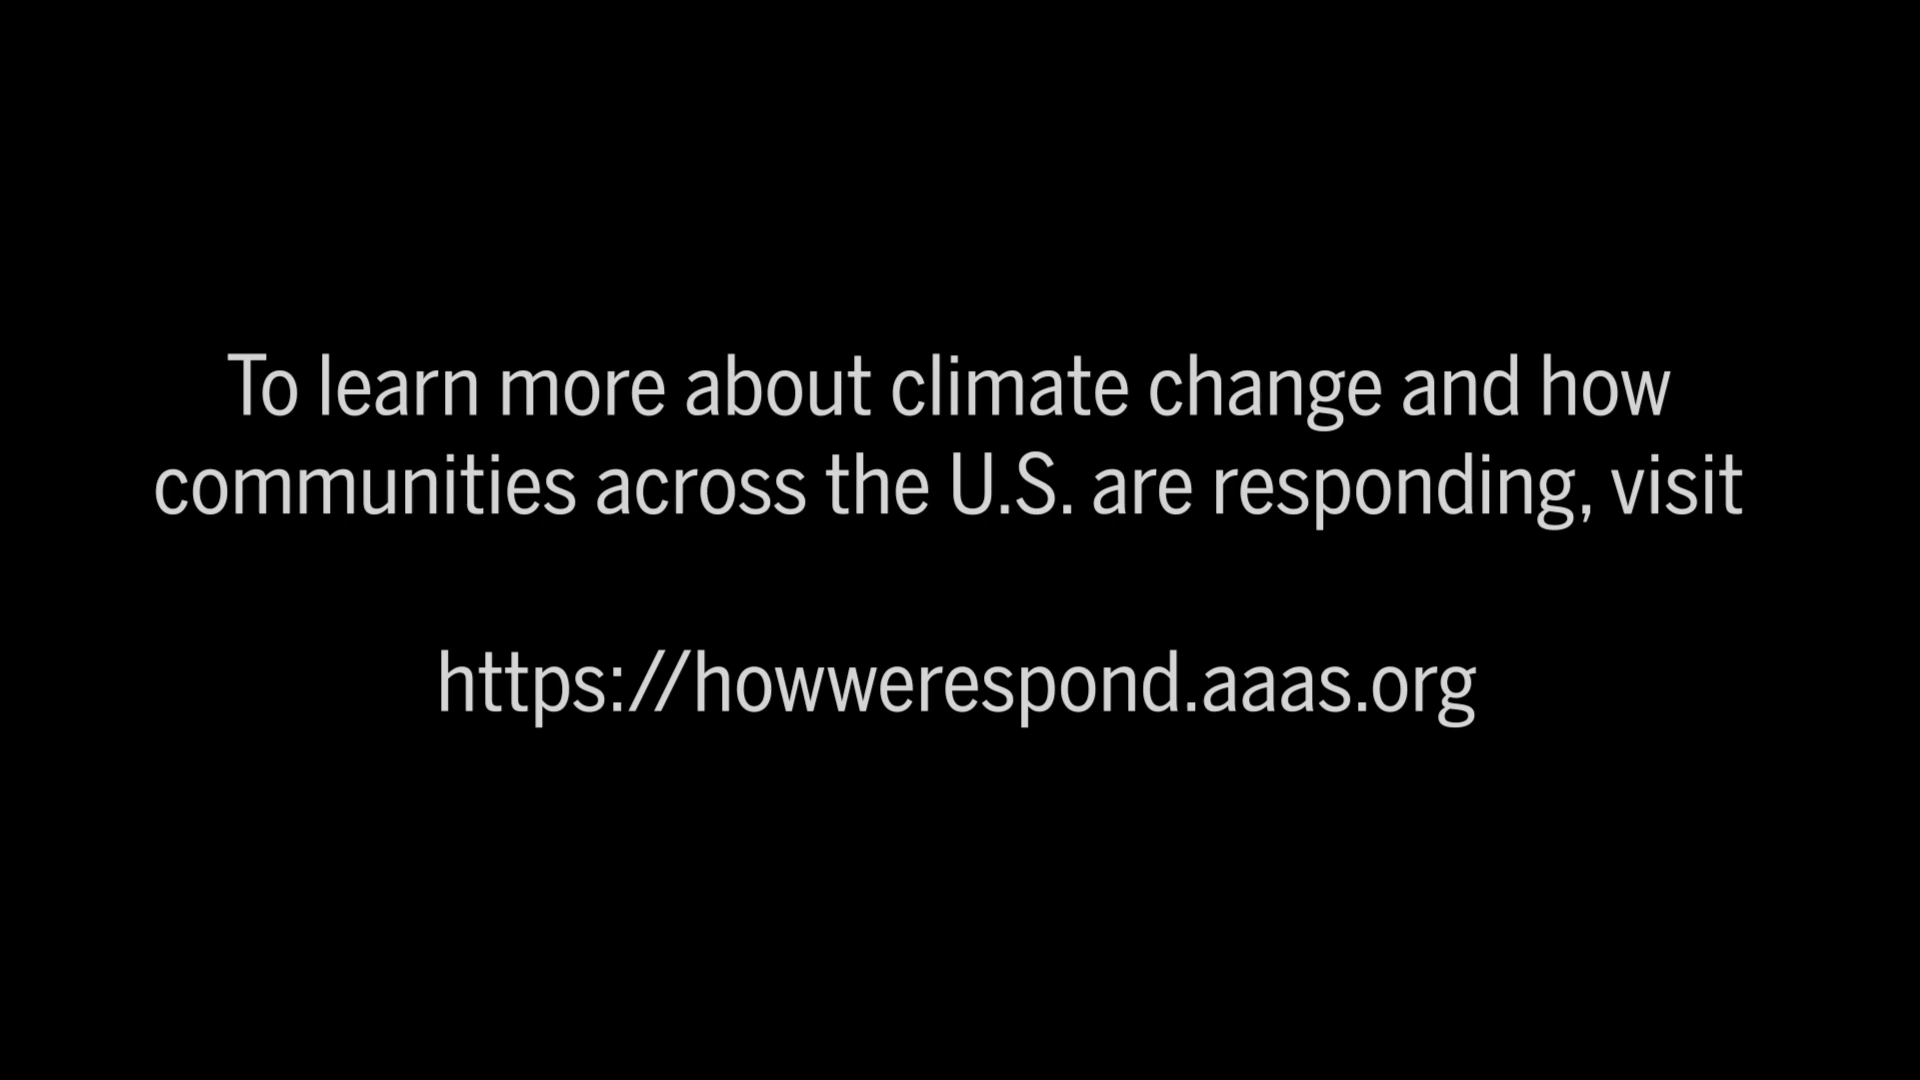 To learn more about climate change and how
communities across the U.S. are responding, visit
https://howwerespond.aaas.org